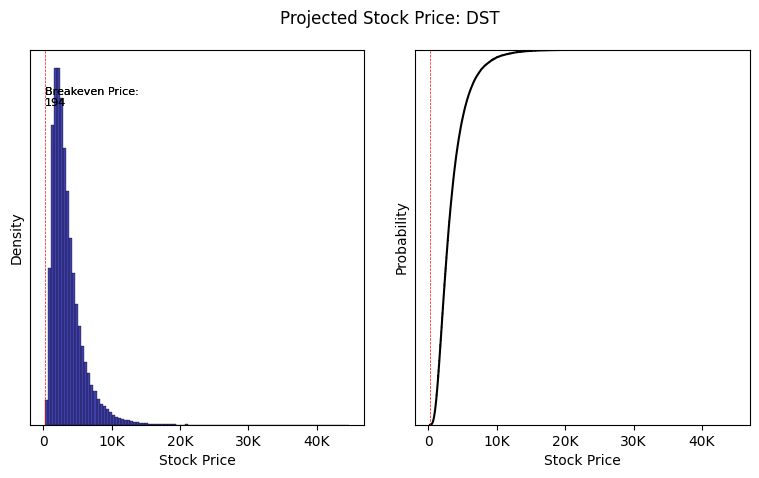 Projected Stock Price: DST
Breakeven Price:
194
Density
0 10K 20K 30K 40K
Stock Price
Probability
0 10K 20K 30K 40K
Stock Price